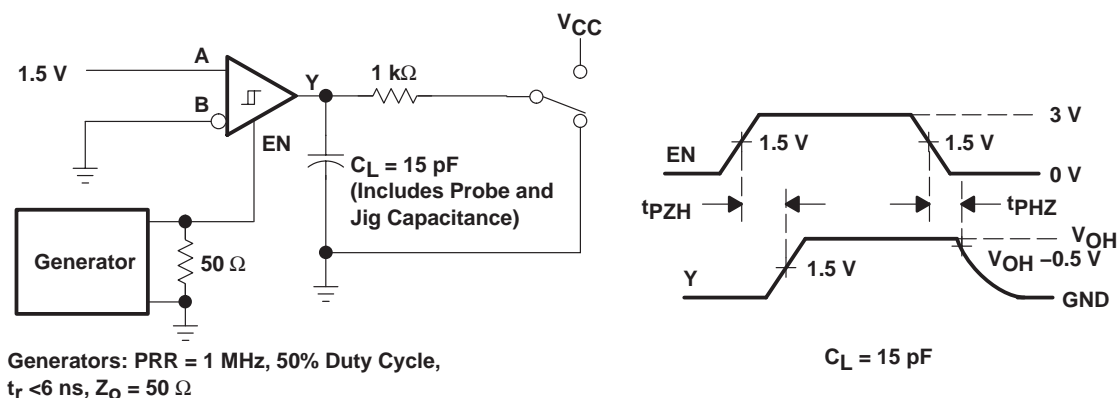 VCC
A
1.5 V
B
Y
1 kΩ
EN
CL = 15 pF
(Includes Probe and
Jig Capacitance)
Generator
50 Ω
Generators: PRR = 1 MHz, 50% Duty Cycle,
tr <6 ns, ZO = 50 Ω
3 V
EN
1.5 V
1.5 V
0 V
tPZH
tPHZ
VOH
VOH –0.5 V
Y
1.5 V
GND
CL = 15 pF